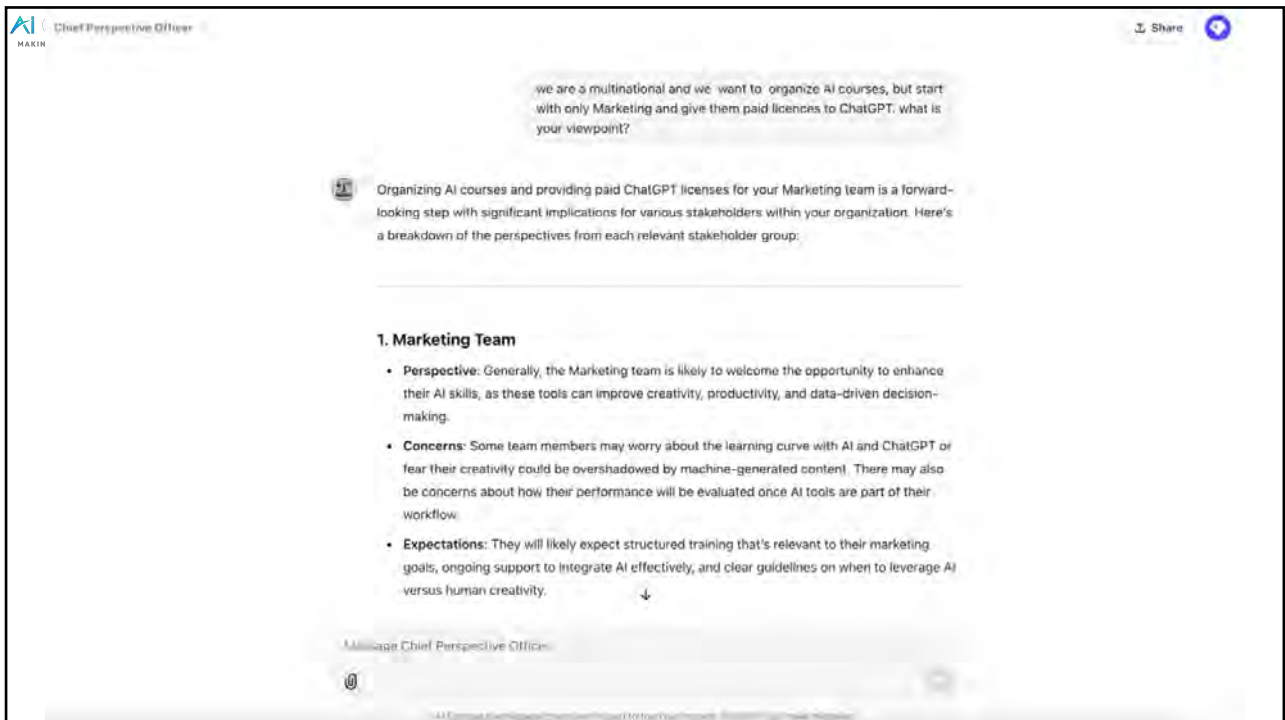 Ai
MAKIN
Chief Perspective Officer
Share
we are a multinational and we want to organize AI courses, but start
with only Marketing and give them paid licences to ChatGPT. what is
your viewpoint?
Organizing AI courses and providing paid ChatGPT licenses for your Marketing team is a forward-
looking step with significant implications for various stakeholders within your organization. Here's
a breakdown of the perspectives from each relevant stakeholder group:
1. Marketing Team
• Perspective: Generally, the Marketing team is likely to welcome the opportunity to enhance
their AI skills, as these tools can improve creativity, productivity, and data-driven decision-
making.
• Concerns: Some team members may worry about the learning curve with AI and ChatGPT or
fear their creativity could be overshadowed by machine-generated content. There may also
be concerns about how their performance will be evaluated once AI tools are part of their
workflow.
• Expectations: They will likely expect structured training that's relevant to their marketing
goals, ongoing support to integrate AI effectively, and clear guidelines on when to leverage AI
versus human creativity.
Message Chief Perspective Officer